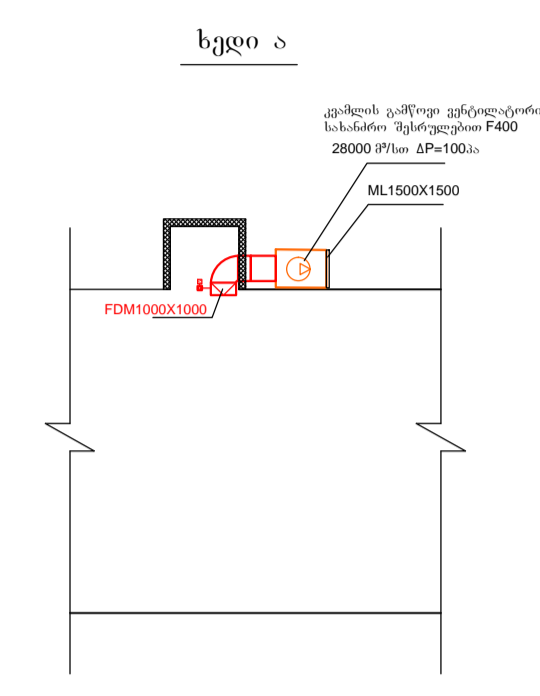 ხედი ა
კვამლის გამწოვი ვენტილატორი
სახანძრო შესრულებით F400
28000 მ³/სთ ΔP=100პა
ML1500X1500
FDM1000X1000